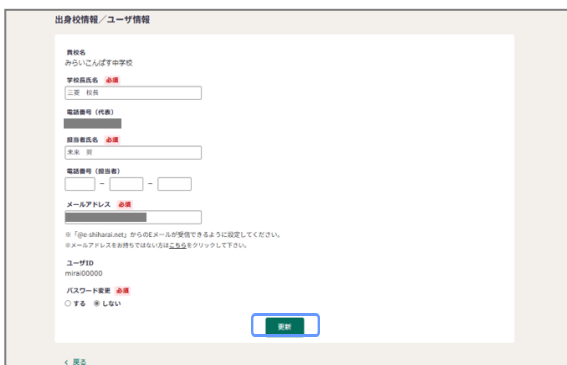 出身校情報／ユーザ情報
貴校名
みらいこんぱす中学校
学校長氏名 必須
三菱 校長
電話番号（代表）
担当者氏名 必須
未来 賀
電話番号（担当者）
– –
メールアドレス 必須
※「@e-shiharai.net」からのEメールが受信できるように設定してください。
※メールアドレスをお持ちではない方はこちらをクリックして下さい。
ユーザID
mirai00000
パスワード変更 必須
する しない
更新
< 戻る